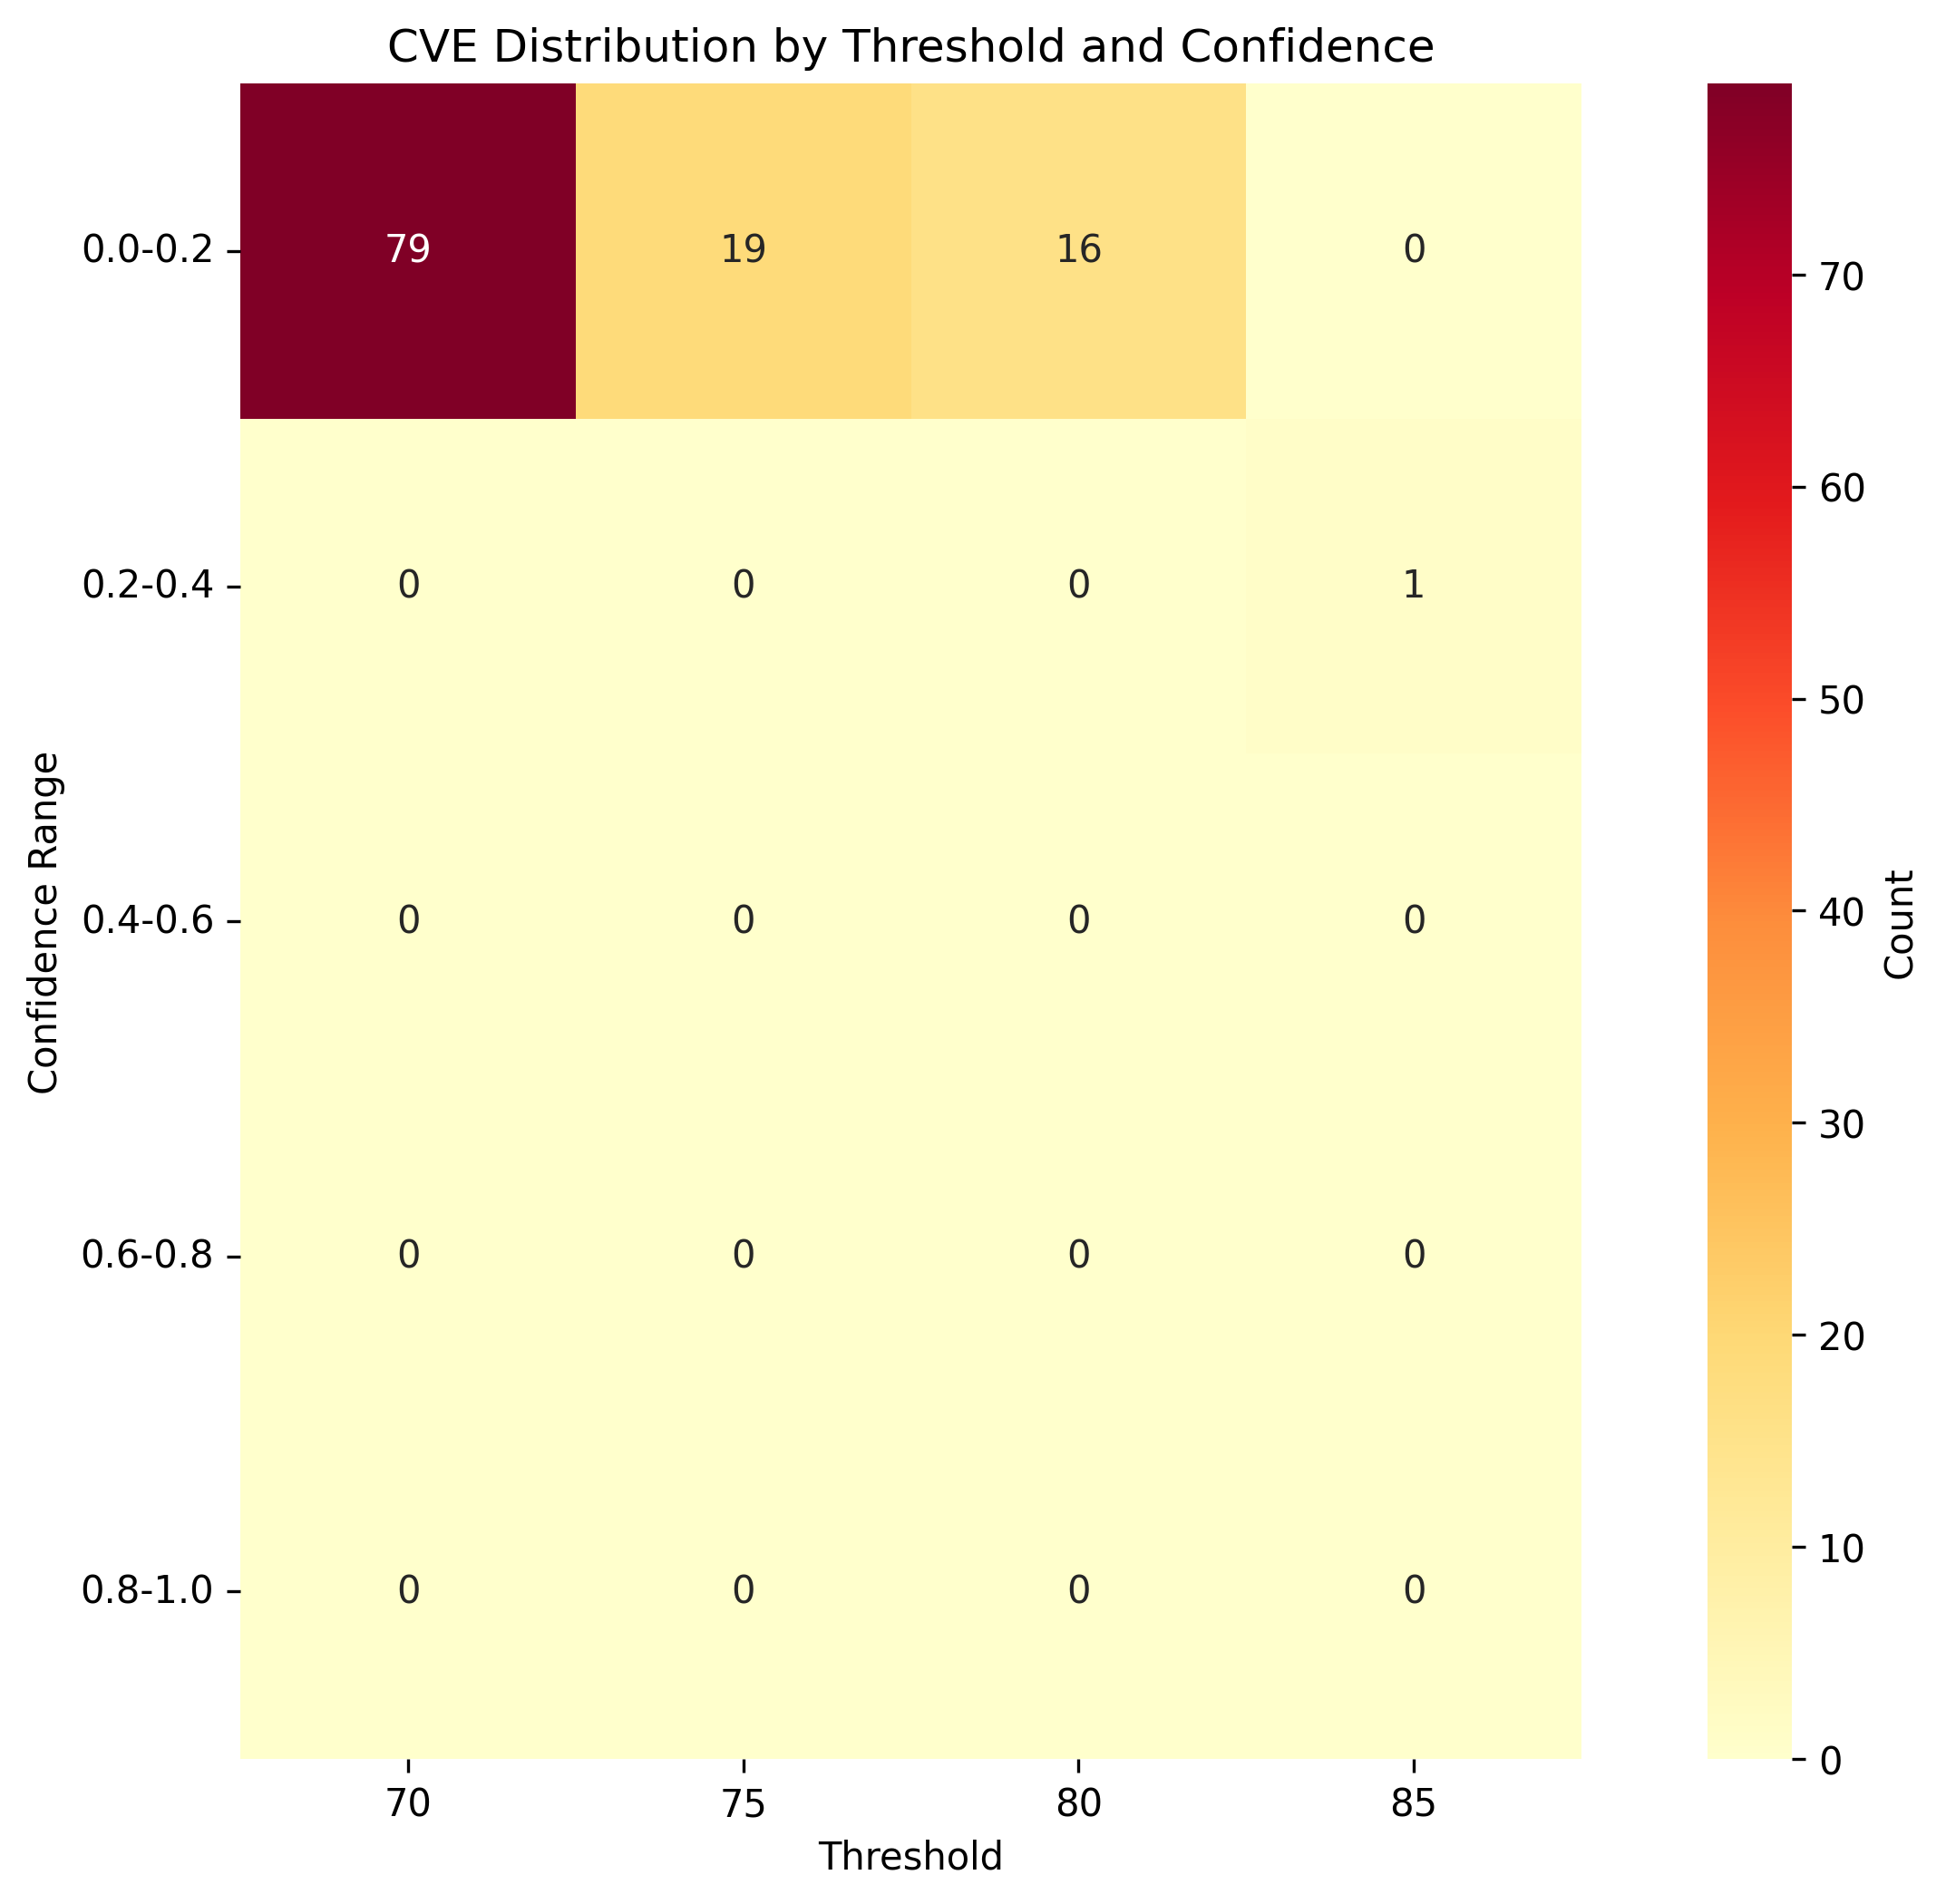 CVE Distribution by Threshold and Confidence
0.0-0.2 79 19 16 0
0.2-0.4 0 0 0 1
0.4-0.6 0 0 0 0
0.6-0.8 0 0 0 0
0.8-1.0 0 0 0 0
70 75 80 85
Threshold
Confidence Range
70
60
50
40
30
20
10
0
Count